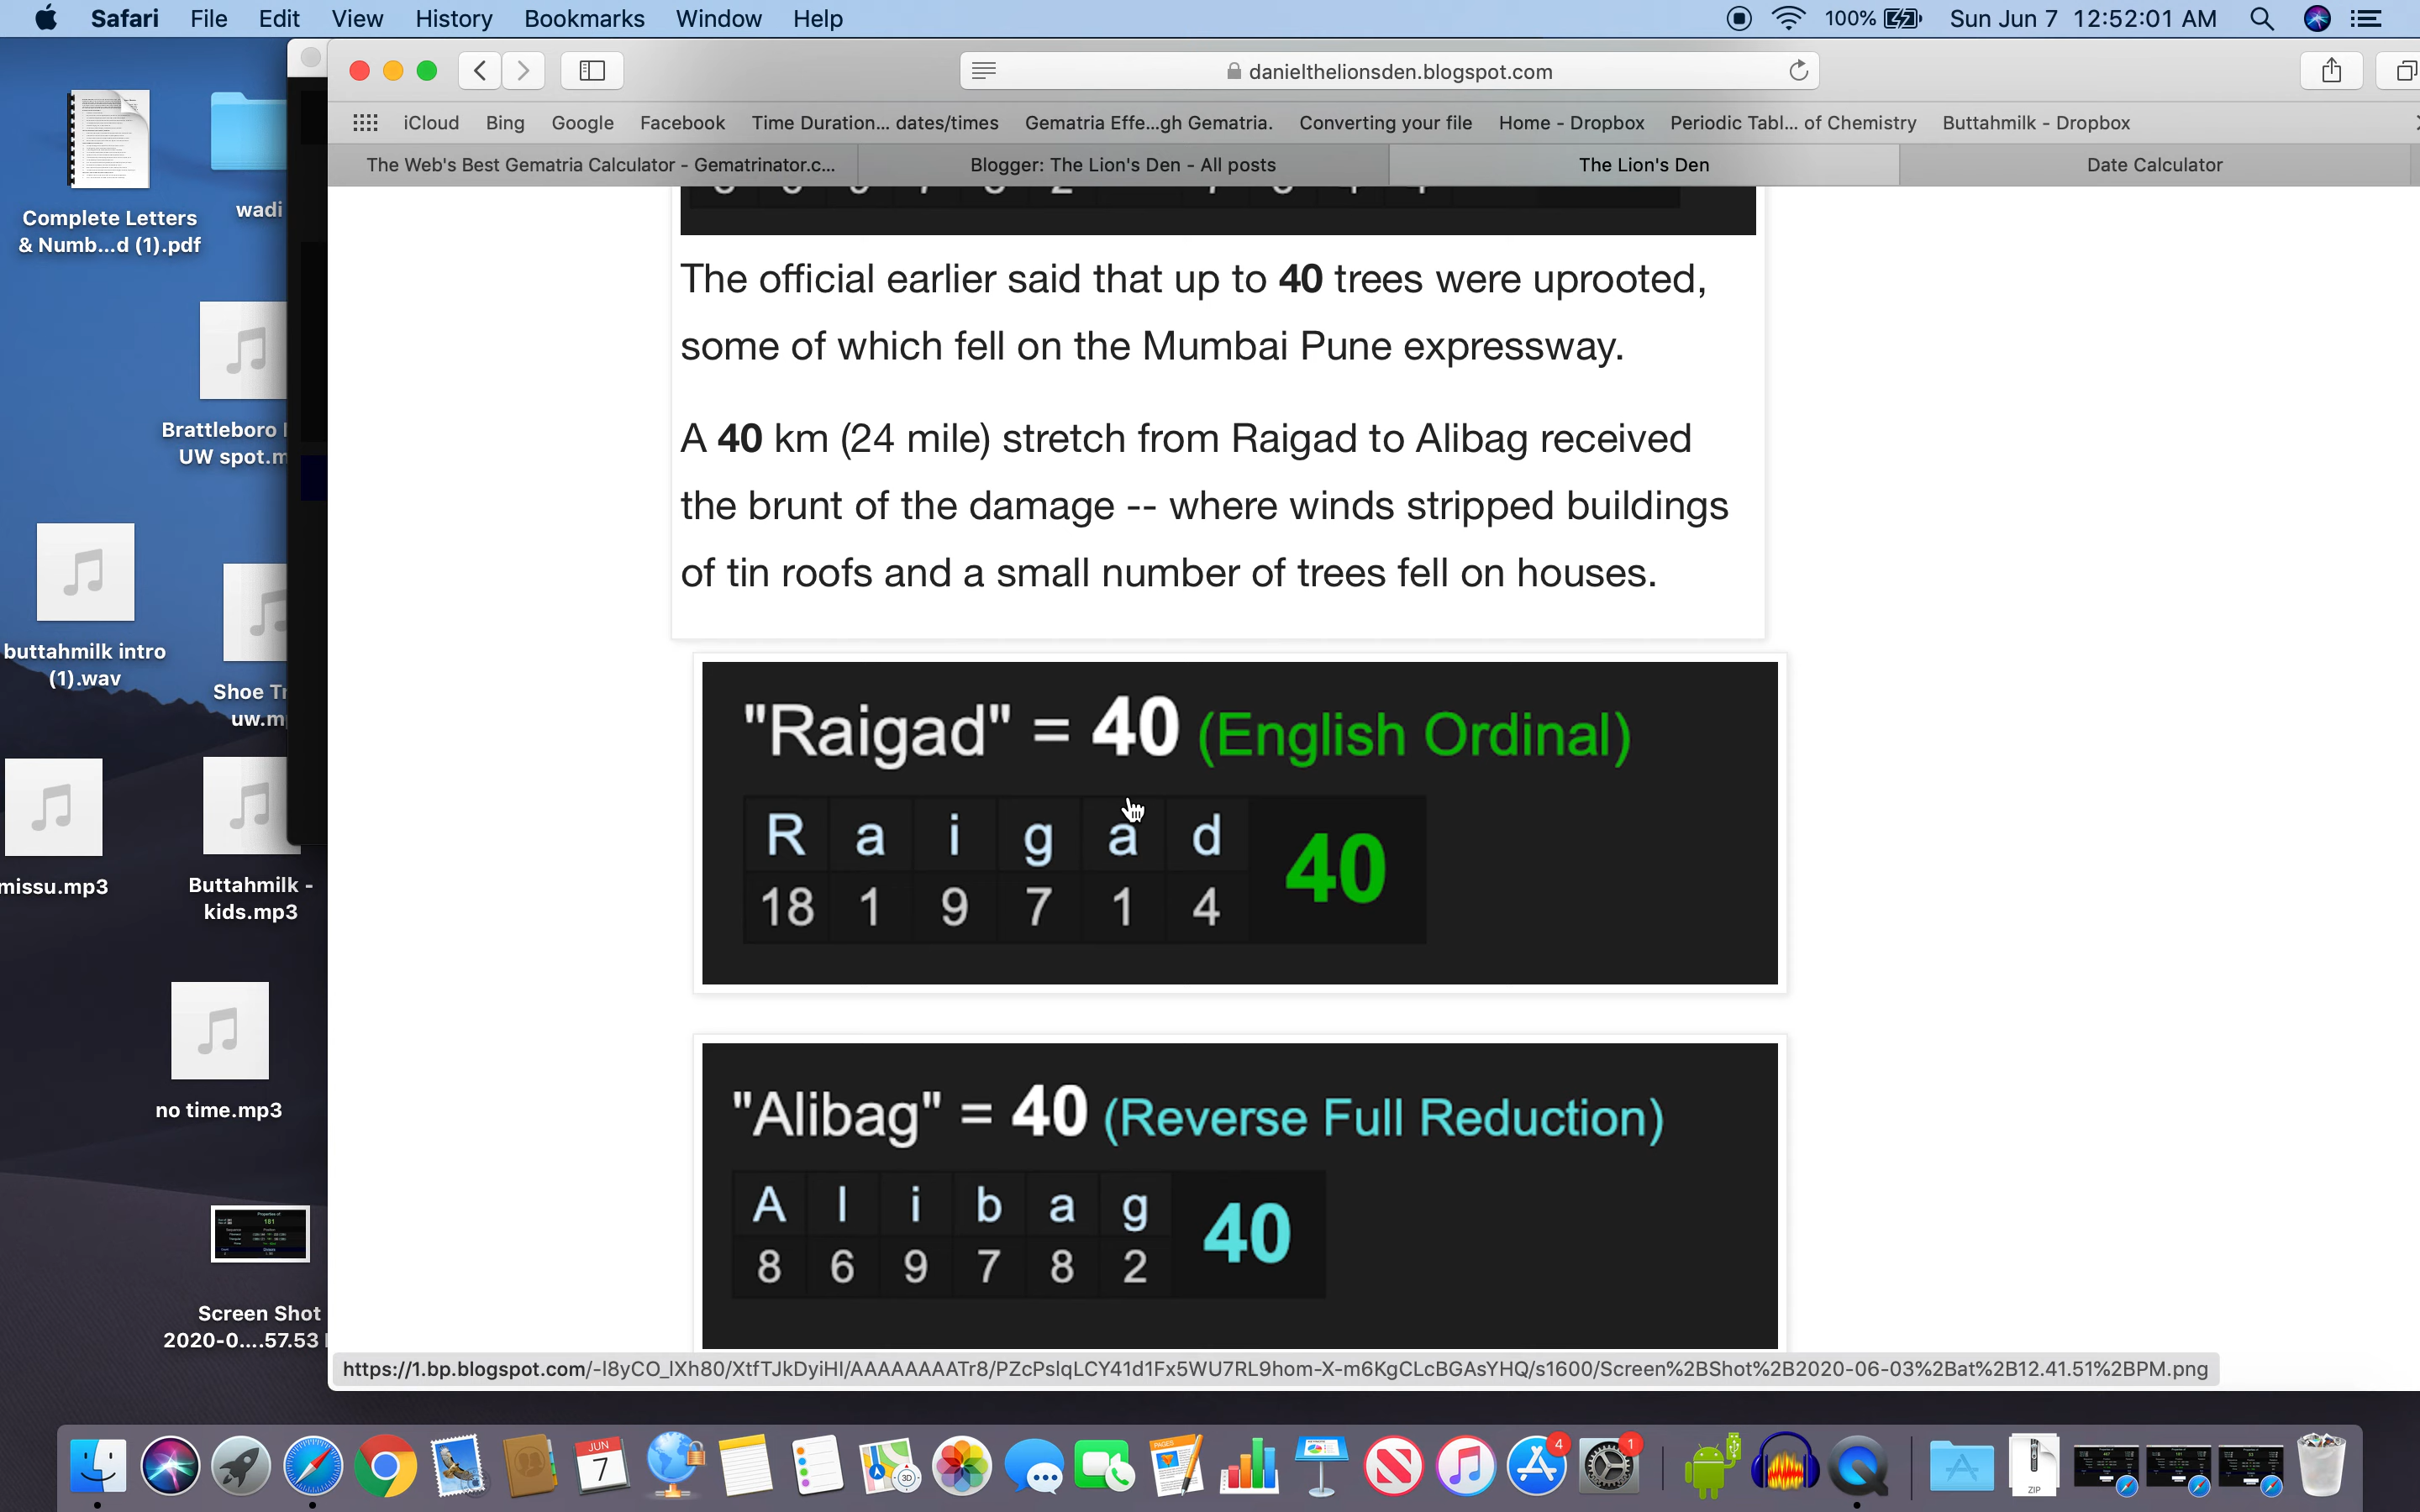 Safari File Edit View History Bookmarks Window Help 100% Sun Jun 7 12:52:01 AM
danielthelionsden.blogspot.com
iCloud Bing Google Facebook Time Duration... dates/times Gematria Effe...gh Gematria. Converting your file Home - Dropbox Periodic Tabl... of Chemistry Buttahmilk - Dropbox
The Web's Best Gematria Calculator - Gematrinator.c... Blogger: The Lion's Den - All posts The Lion's Den Date Calculator
Complete Letters
& Numb...d (1).pdf
wadi
Brattleboro
UW spot.m
buttahmilk intro
(1).wav
Shoe Tr
uw.m
missu.mp3
Buttahmilk -
kids.mp3
no time.mp3
Screen Shot
2020-0....57.53
The official earlier said that up to 40 trees were uprooted,
some of which fell on the Mumbai Pune expressway.
A 40 km (24 mile) stretch from Raigad to Alibag received
the brunt of the damage -- where winds stripped buildings
of tin roofs and a small number of trees fell on houses.
"Raigad" = 40 (English Ordinal)
R a i g a d 40
18 1 9 7 1 4
"Alibag" = 40 (Reverse Full Reduction)
A l i b a g 40
8 6 9 7 8 2
https://1.bp.blogspot.com/-I8yCO_lXh80/XtfTJkDyiHI/AAAAAAAATr8/PZcPslqLCY41d1Fx5WU7RL9hom-X-m6KgCLcBGAsYHQ/s1600/Screen%2BShot%2B2020-06-03%2Bat%2B12.41.51%2BPM.png
JUN
7
3D
PAGES
4
1
ZIP